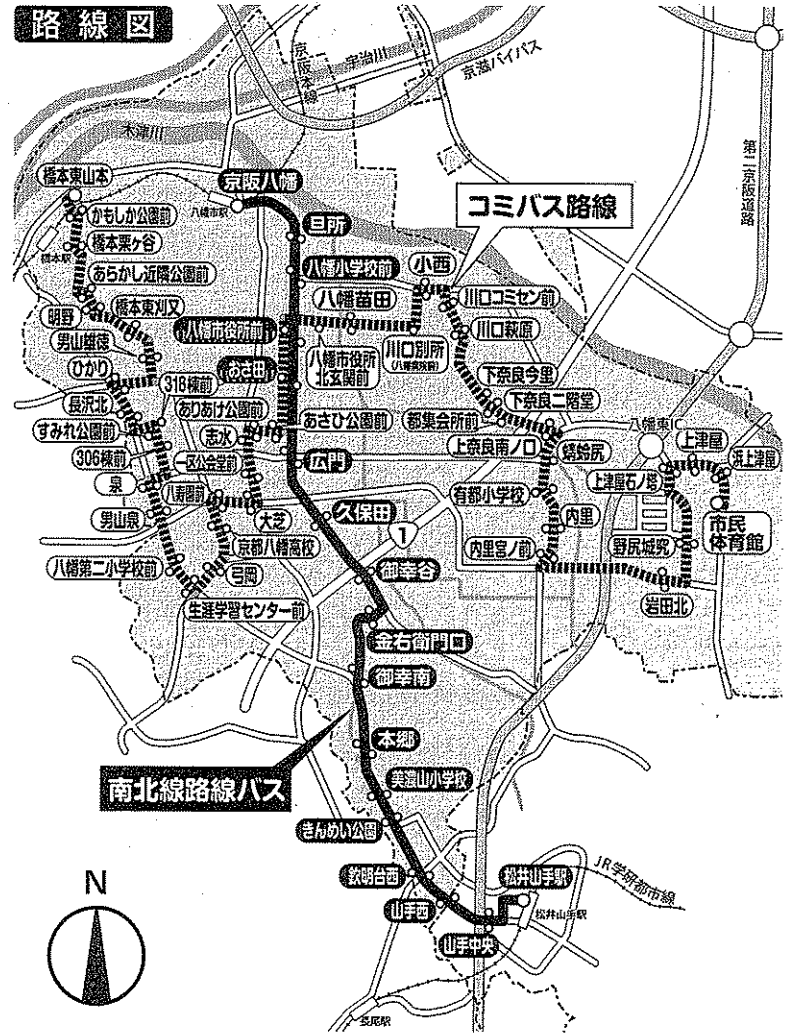 路線図
京阪本線
宇治川
京滋バイパス
木津川
第二京阪道路
橋本東山本
京阪八幡
八幡市駅
コミバス路線
かもしか公園前
旦所
橋本栗ヶ谷
橋本駅
八幡小学校前
小西
あらかし近隣公園前
八幡苗田
川口コミセン前
橋本東刈又
明野
八幡市役所前
川口萩原
男山雄徳
八幡市役所
北玄関前
川口別所
下奈良今里
ひかり
318棟前
あさ田
下奈良二階堂
長沢北
ありあけ公園前
あさひ公園前
都集会所前
八幡東IC
すみれ公園前
志水
上奈良南ノ口
上津屋
浜上津屋
306棟前
一区公会堂前
広門
蜻蛉尻
上津屋石ノ塔
泉
八寿園前
有都小学校
久保田
男山泉
大芝
内里
市民
体育館
京都八幡高校
1
内里宮ノ前
野尻城究
八幡第二小学校前
弓岡
御幸谷
岩田北
生涯学習センター前
金右衛門口
御幸南
本郷
南北線路線バス
美濃山小学校
きんめい公園
欽明台西
松井山手駅
JR学研都市線
山手西
松井山手駅
山手中央
N
長尾駅